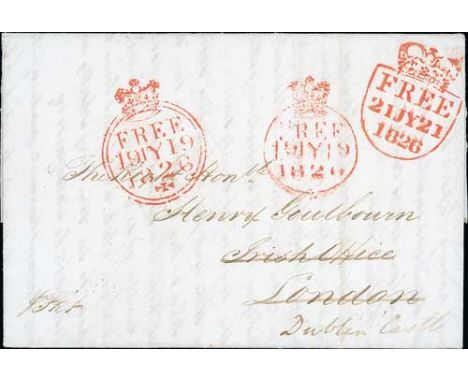 FREE
19JY19
1826
FREE
19JY19
1826
FREE
21JY21
1826
The Right Honble
Henry Goulbourn
Irish Office
London
Dublin Castle